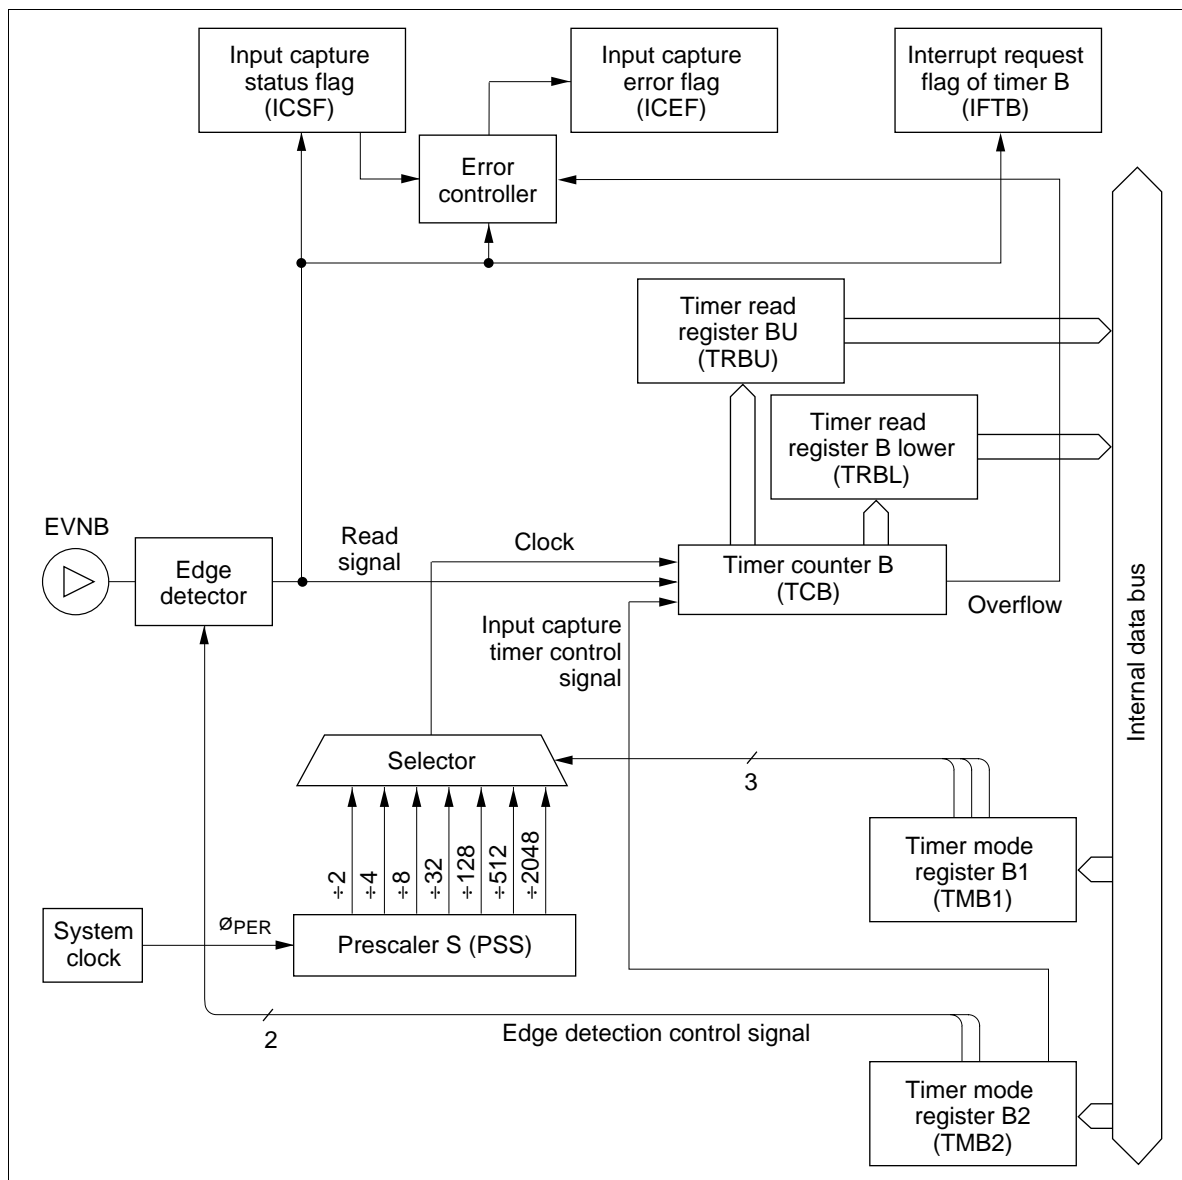 Input capture
status flag
(ICSF)
Input capture
error flag
(ICEF)
Interrupt request
flag of timer B
(IFTB)
Error
controller
Timer read
register BU
(TRBU)
Timer read
register B lower
(TRBL)
EVNB
Edge
detector
Read
signal
Clock
Timer counter B
(TCB)
Overflow
Input capture
timer control
signal
Internal data bus
Selector
3
÷2
÷4
÷8
÷32
÷128
÷512
÷2048
Timer mode
register B1
(TMB1)
System
clock
øPER
Prescaler S (PSS)
2
Edge detection control signal
Timer mode
register B2
(TMB2)